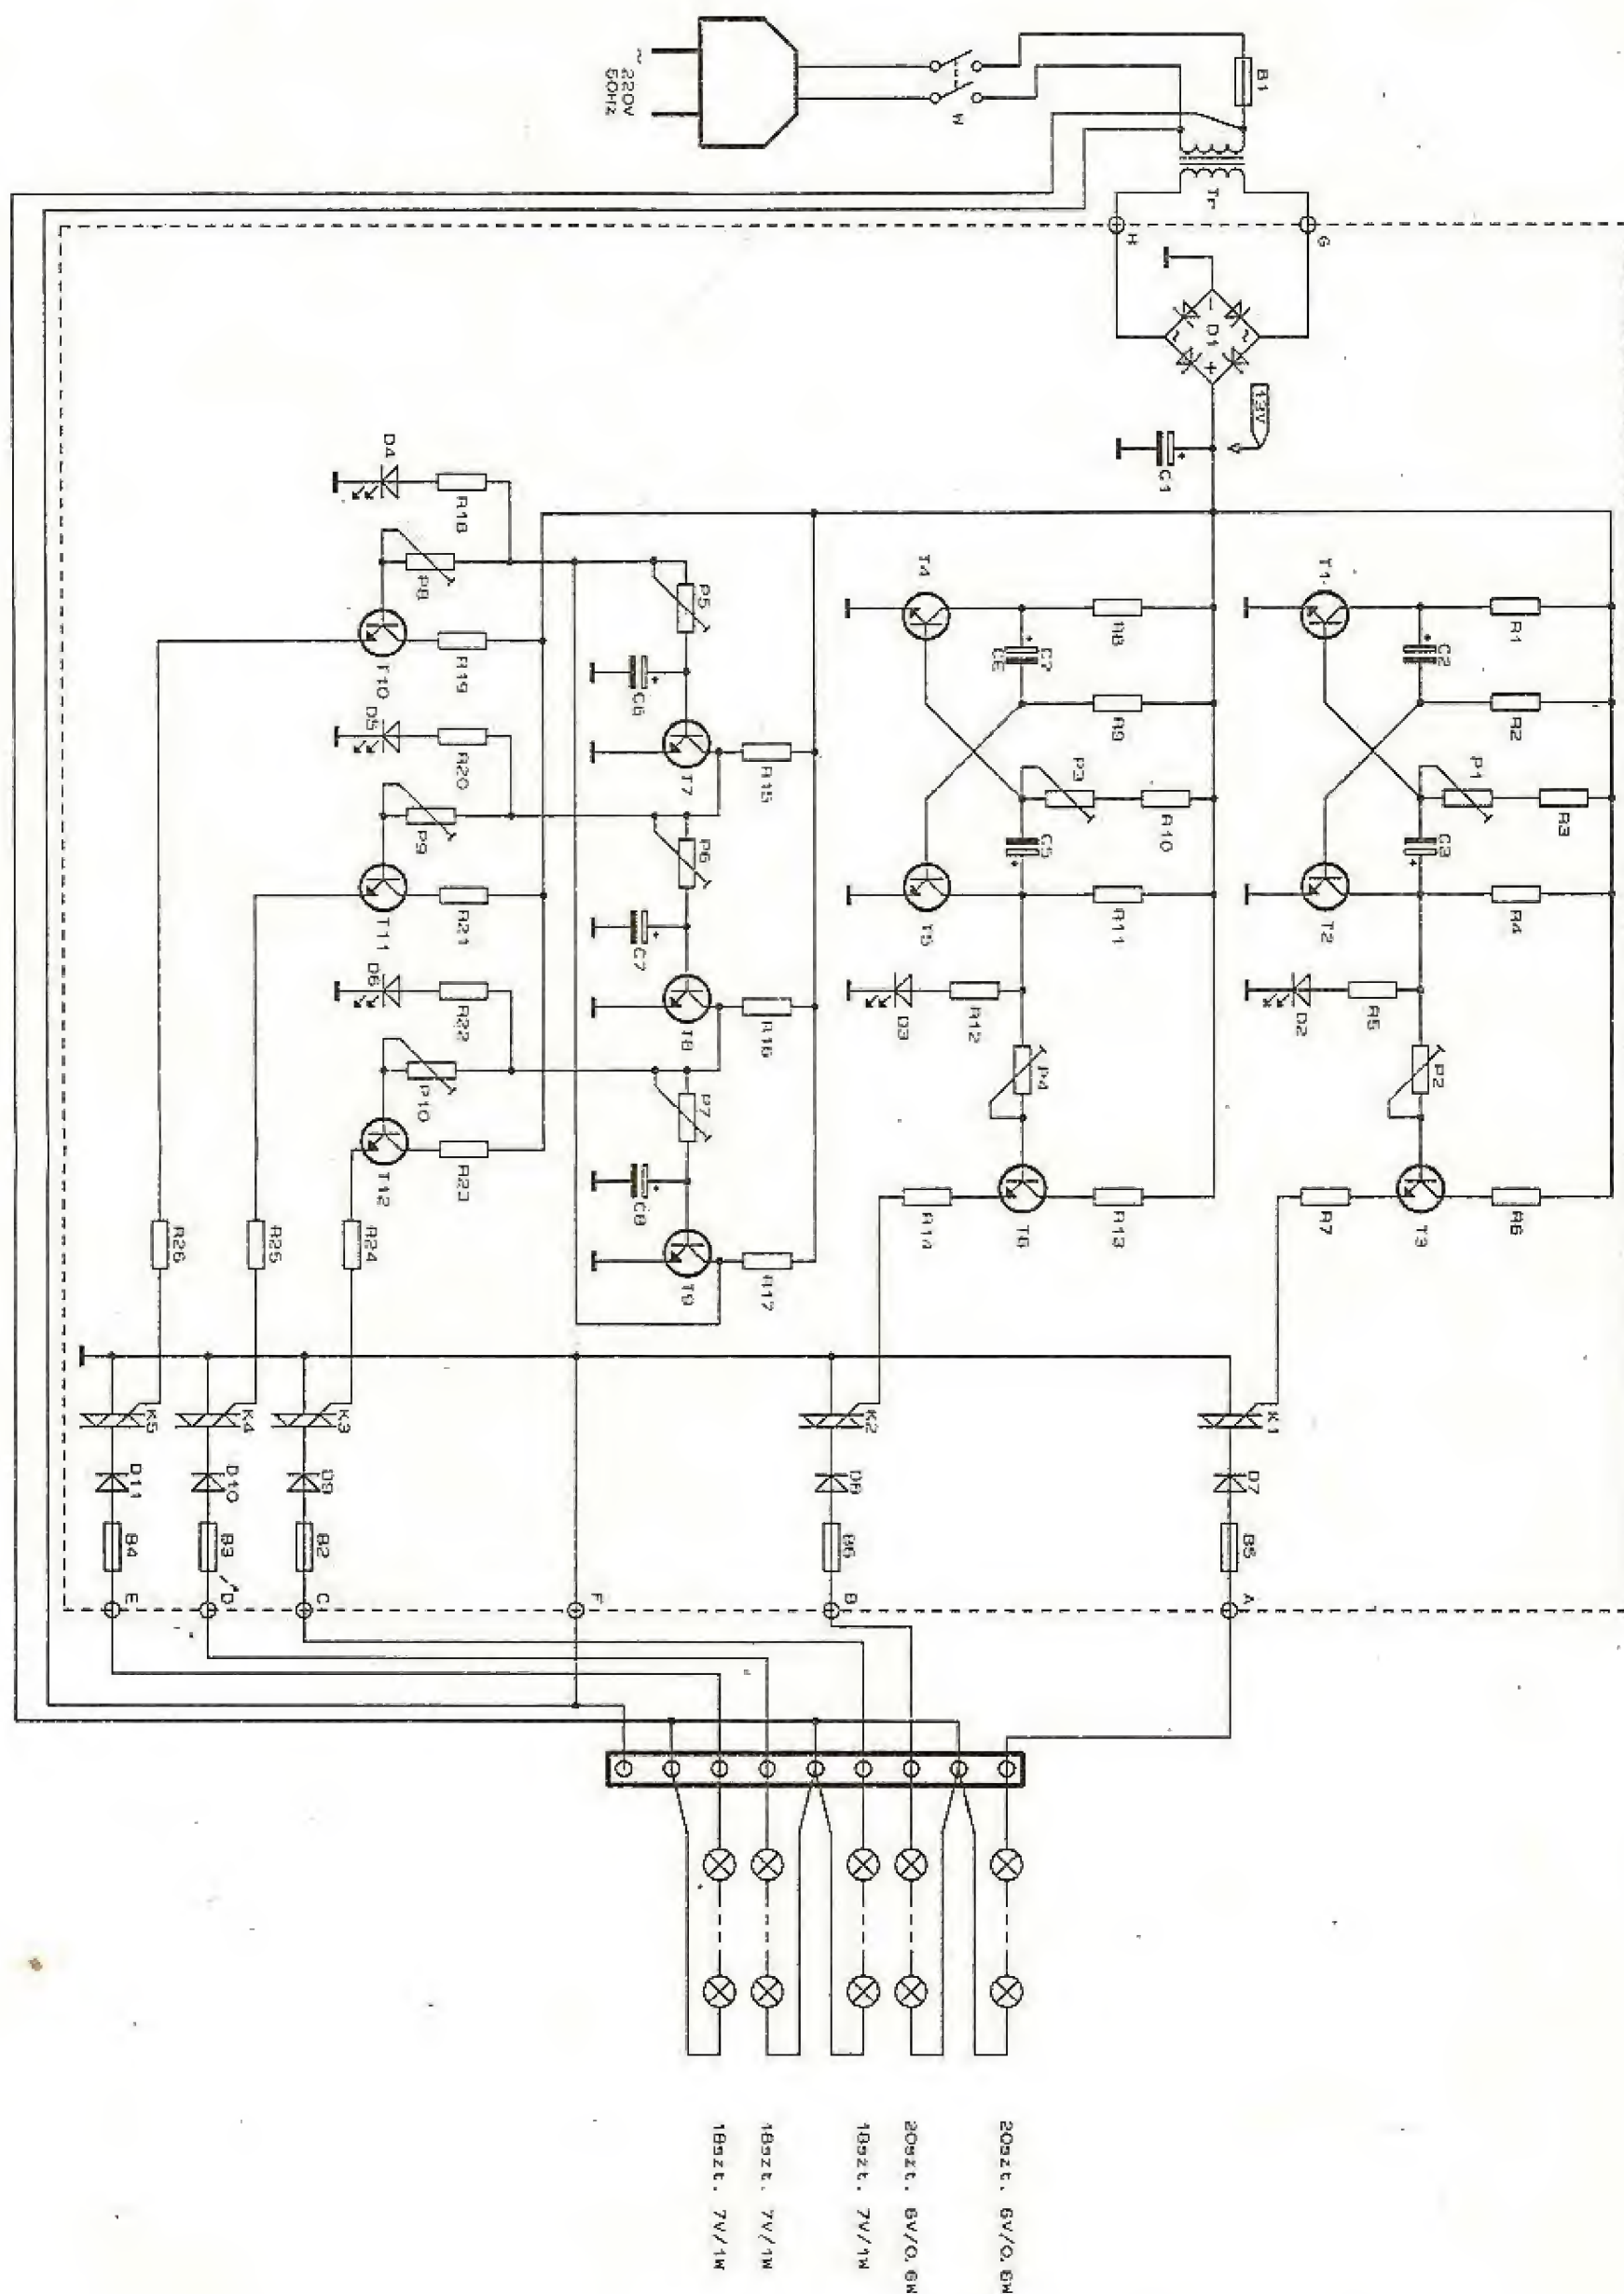 ~ 220V
50Hz
W
B1
Tr
G
H
D1
~
~
+
-
13V
C1
R1
R2
R3
R4
R5
R6
R7
P1
P2
C2
C3
T1
T2
T3
D2
R8
R9
R10
R11
R12
R13
R14
P3
P4
C5
T4
T5
T6
D3
R15
R16
R17
P5
P6
P7
C6
C7
C8
T7
T8
T9
R18
R19
R20
R21
R22
R23
P8
P9
P10
T10
T11
T12
D4
D5
D6
R24
R25
R26
K1
K2
K3
K4
K5
D7
D8
D9
D10
D11
B5
B6
B2
B3
B4
A
B
F
C
D
E
20szt. 6V/0.6W
20szt. 6V/0.6W
18szt. 7V/1W
18szt. 7V/1W
18szt. 7V/1W